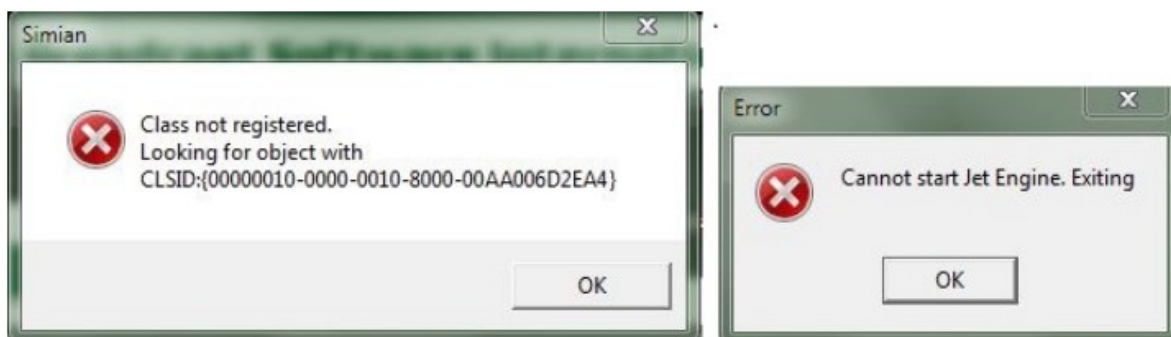 Simian
Class not registered.
Looking for object with
CLSID:{00000010-0000-0010-8000-00AA006D2EA4}
OK
Error
Cannot start Jet Engine. Exiting
OK